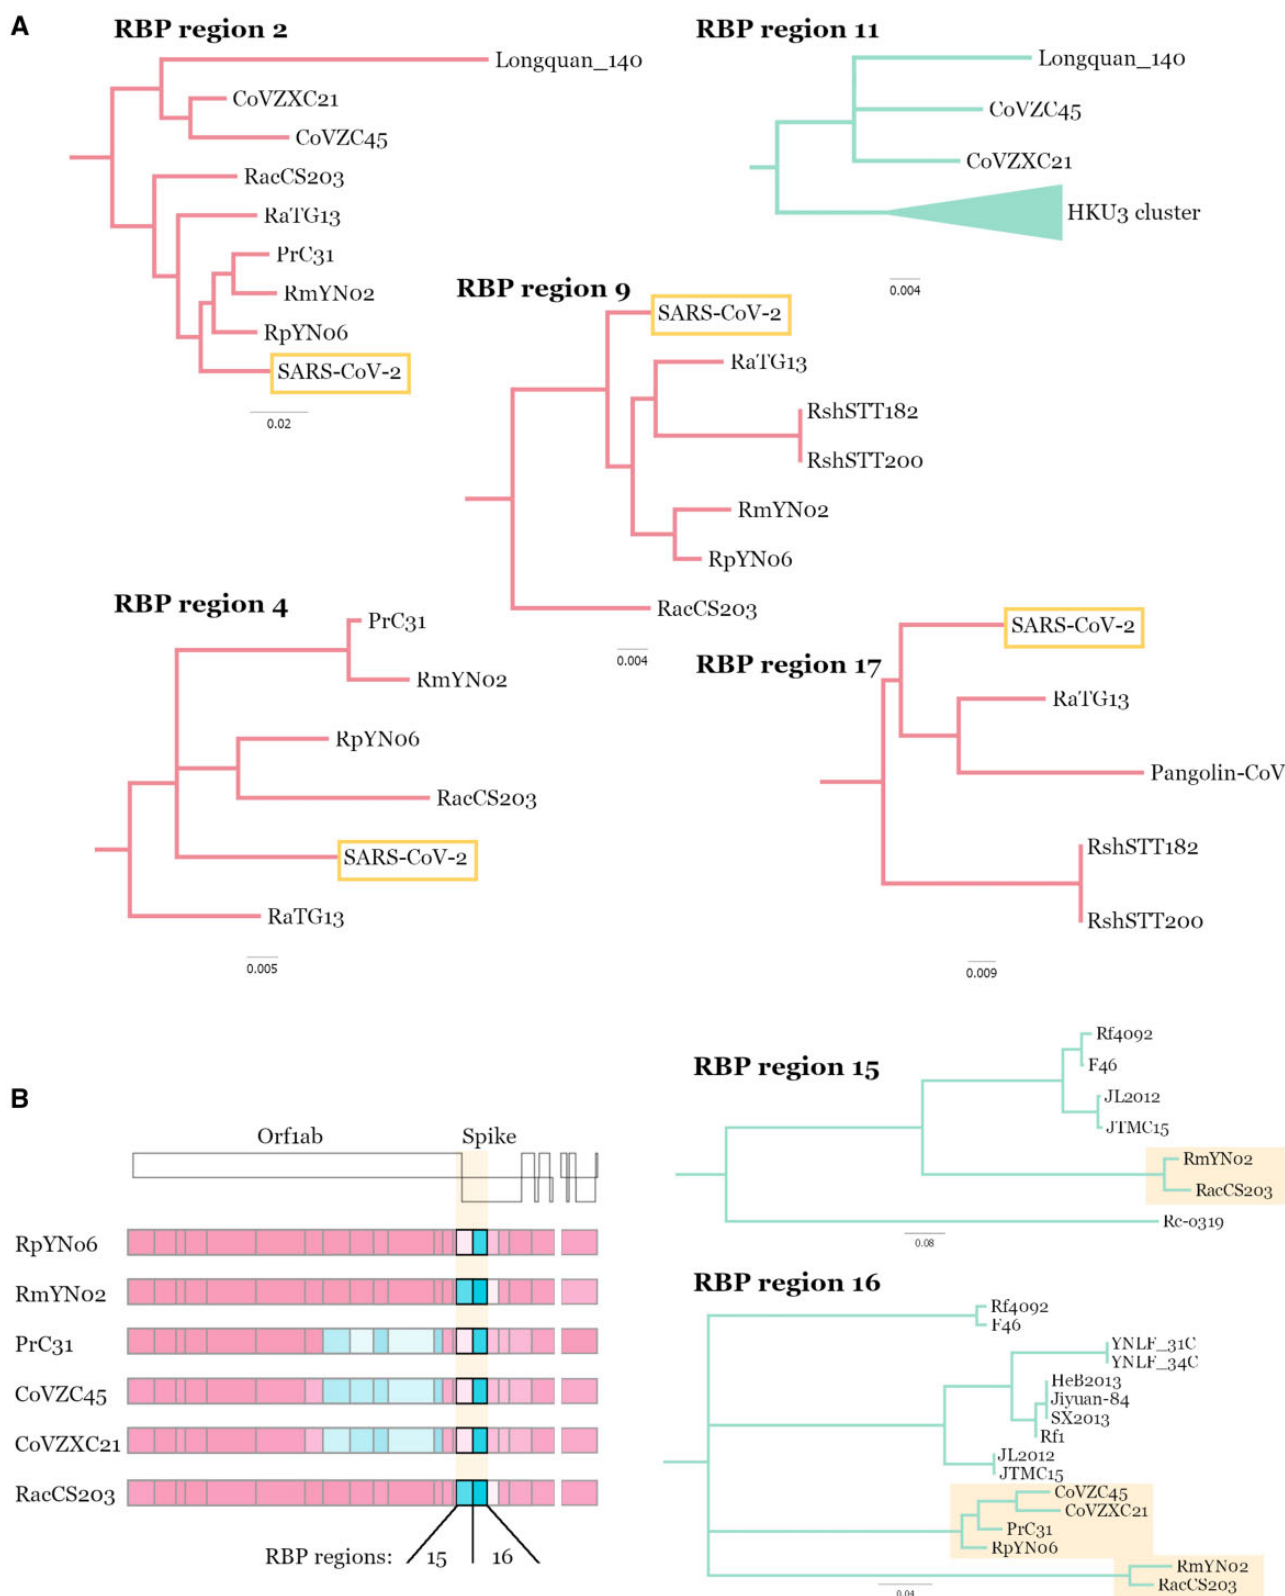 A
RBP region 2
Longquan_140
CoVZXC21
CoVZC45
RacCS203
RaTG13
PrC31
RmYN02
RpYN06
SARS-CoV-2
0.02
RBP region 11
Longquan_140
CoVZC45
CoVZXC21
HKU3 cluster
0.004
RBP region 9
SARS-CoV-2
RaTG13
RshSTT182
RshSTT200
RmYN02
RpYN06
RacCS203
0.004
RBP region 4
PrC31
RmYN02
RpYN06
RacCS203
SARS-CoV-2
RaTG13
0.005
RBP region 17
SARS-CoV-2
RaTG13
Pangolin-CoV
RshSTT182
RshSTT200
0.009
B
Orf1ab
Spike
RpYN06
RmYN02
PrC31
CoVZC45
CoVZXC21
RacCS203
RBP regions: 15 16
RBP region 15
Rf4092
F46
JL2012
JTMC15
RmYN02
RacCS203
Rc-0319
0.08
RBP region 16
Rf4092
F46
YNLF_31C
YNLF_34C
HeB2013
Jiyuan-84
SX2013
Rf1
JL2012
JTMC15
CoVZC45
CoVZXC21
PrC31
RpYN06
RmYN02
RacCS203
0.04